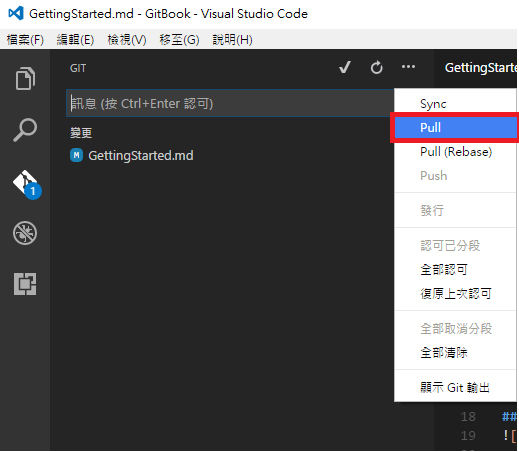 GettingStarted.md - GitBook - Visual Studio Code
檔案(F) 編輯(E) 檢視(V) 移至(G) 說明(H)
GIT
GettingStarte
訊息 (按 Ctrl+Enter 認可)
變更
M GettingStarted.md
1
Sync
Pull
Pull (Rebase)
Push
發行
認可已分段
全部認可
復原上次認可
全部取消分段
全部清除
顯示 Git 輸出
18 ##
19 ![